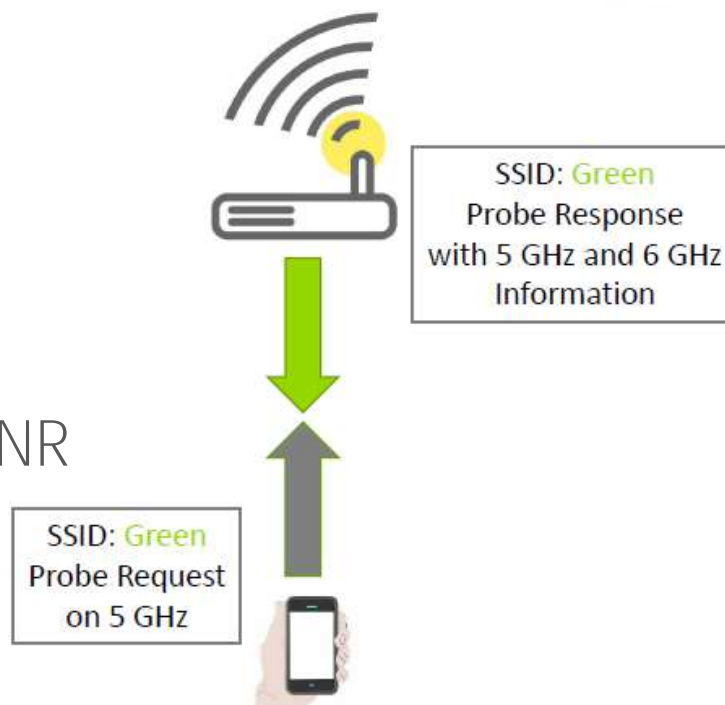 SSID: Green
Probe Response
with 5 GHz and 6 GHz
Information
NR
SSID: Green
Probe Request
on 5 GHz